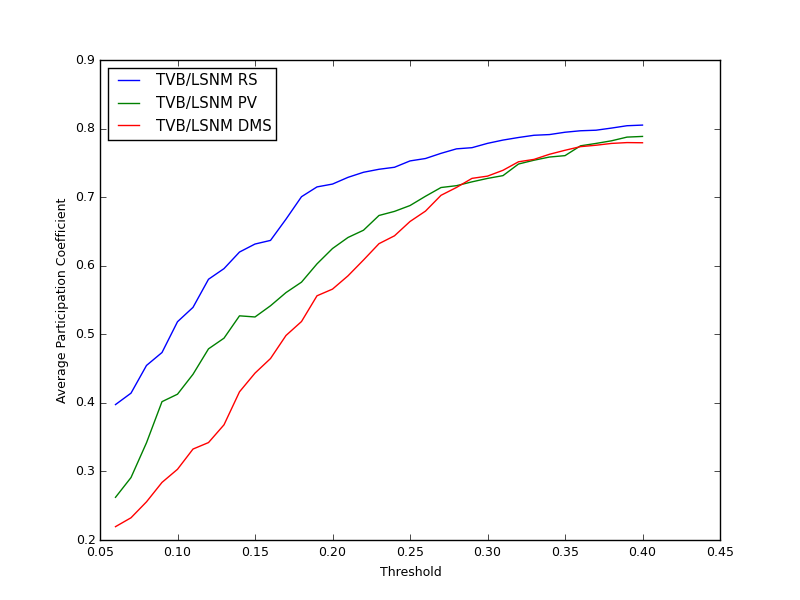 0.9
0.8
0.7
0.6
0.5
0.4
0.3
0.2
Average Participation Coefficient
TVB/LSNM RS
TVB/LSNM PV
TVB/LSNM DMS
0.05 0.10 0.15 0.20 0.25 0.30 0.35 0.40 0.45
Threshold